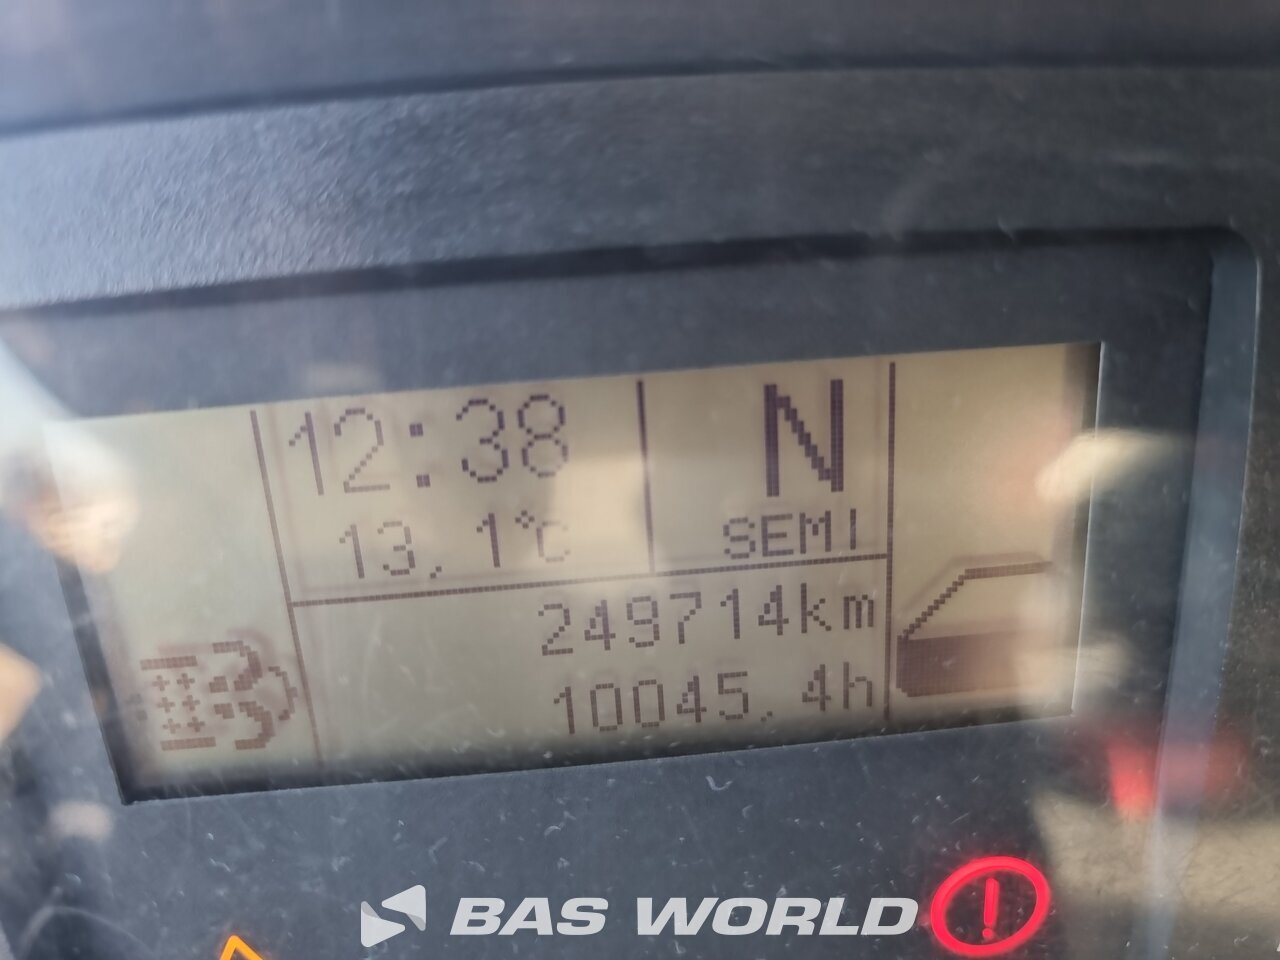 12:38
N
13,1°C
SEMI
249714km
10045.4h
BAS WORLD